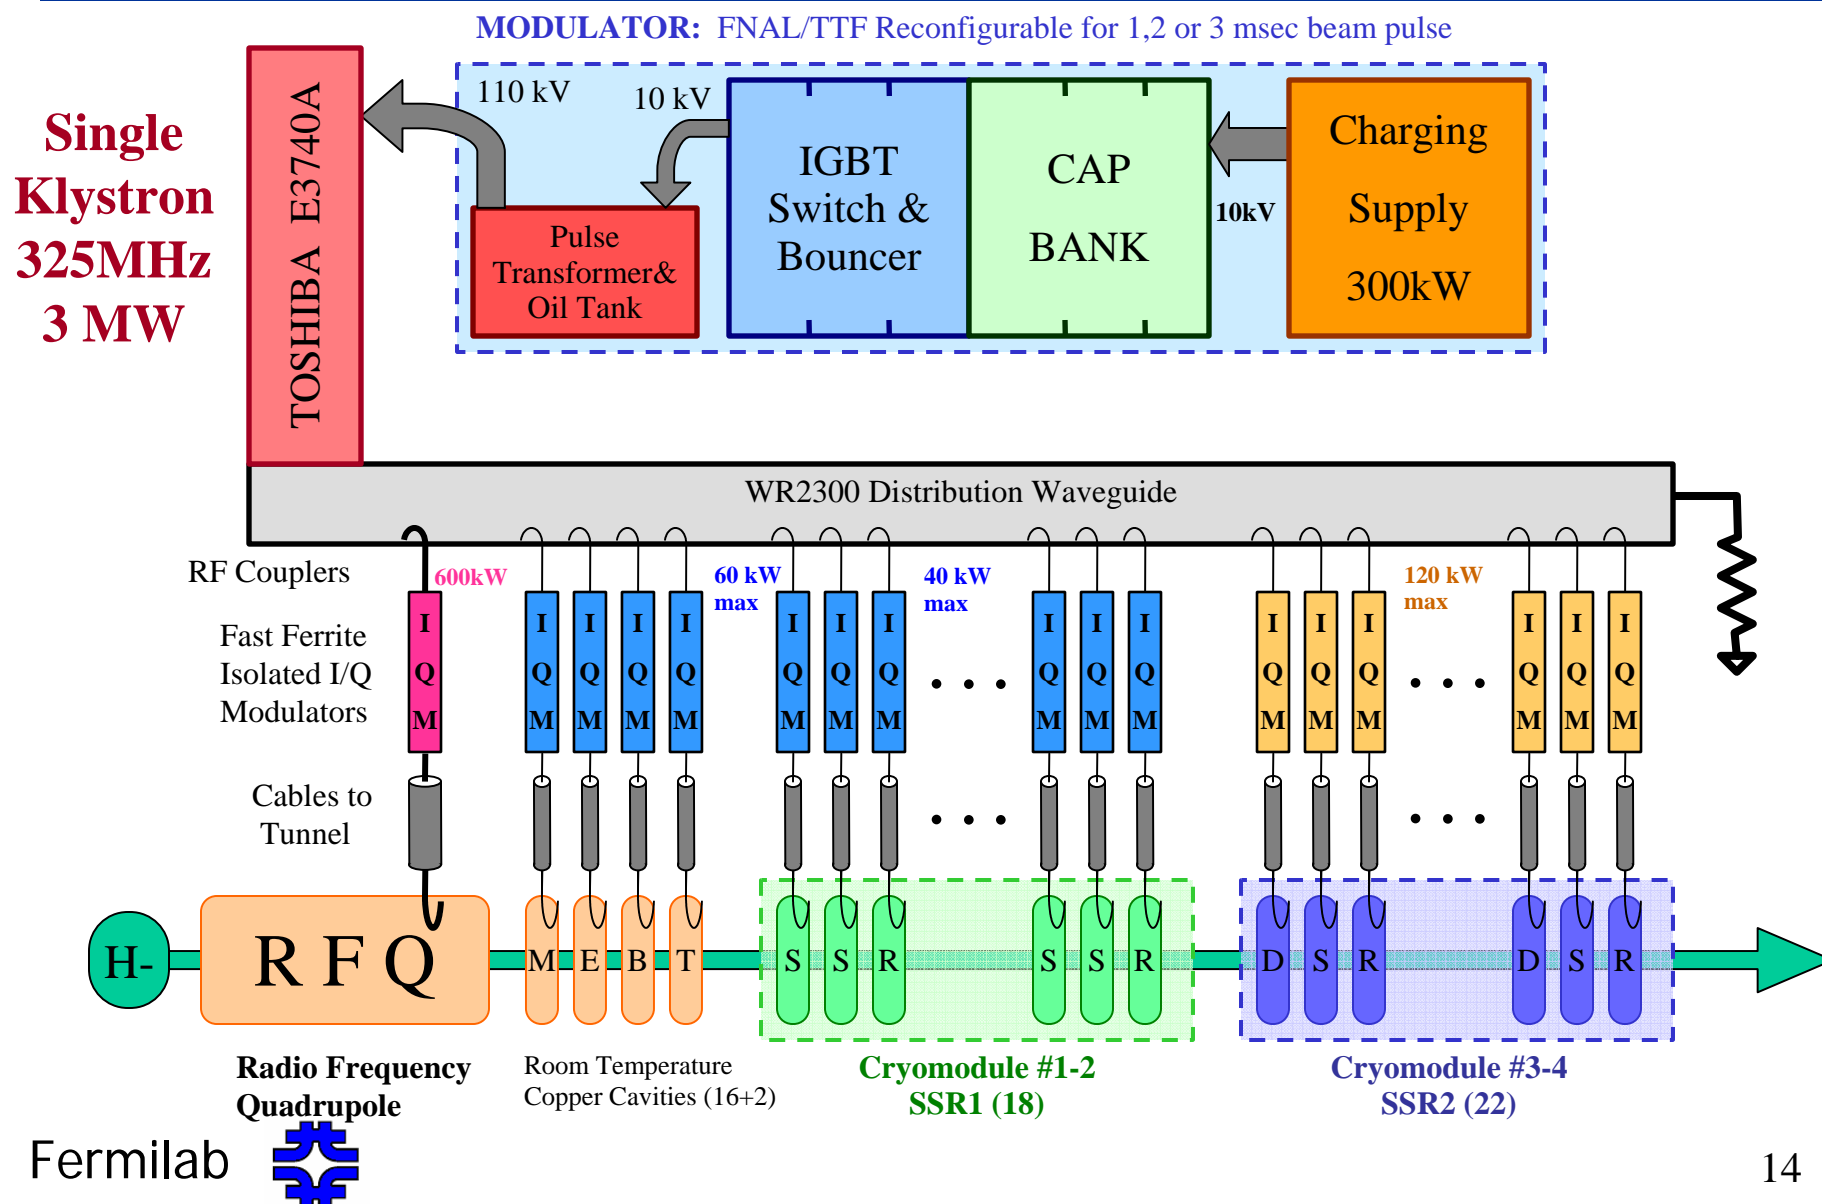 MODULATOR: FNAL/TTF Reconfigurable for 1,2 or 3 msec beam pulse
Single
Klystron
325MHz
3 MW
TOSHIBA E3740A
110 kV
10 kV
Pulse
Transformer&
Oil Tank
IGBT
Switch &
Bouncer
CAP
BANK
10kV
Charging
Supply
300kW
WR2300 Distribution Waveguide
RF Couplers
600kW
60 kW
max
40 kW
max
120 kW
max
Fast Ferrite
Isolated I/Q
Modulators
I I I I I I I I I I I I I I I I I
Q Q Q Q Q Q Q Q Q Q Q Q Q Q Q Q Q
M M M M M M M M M M M M M M M M M
• • •
• • •
Cables to
Tunnel
• • •
• • •
H- R F Q M E B T S S R S S R D S R D S R
Radio Frequency
Quadrupole
Room Temperature
Copper Cavities (16+2)
Cryomodule #1-2
SSR1 (18)
Cryomodule #3-4
SSR2 (22)
Fermilab
14